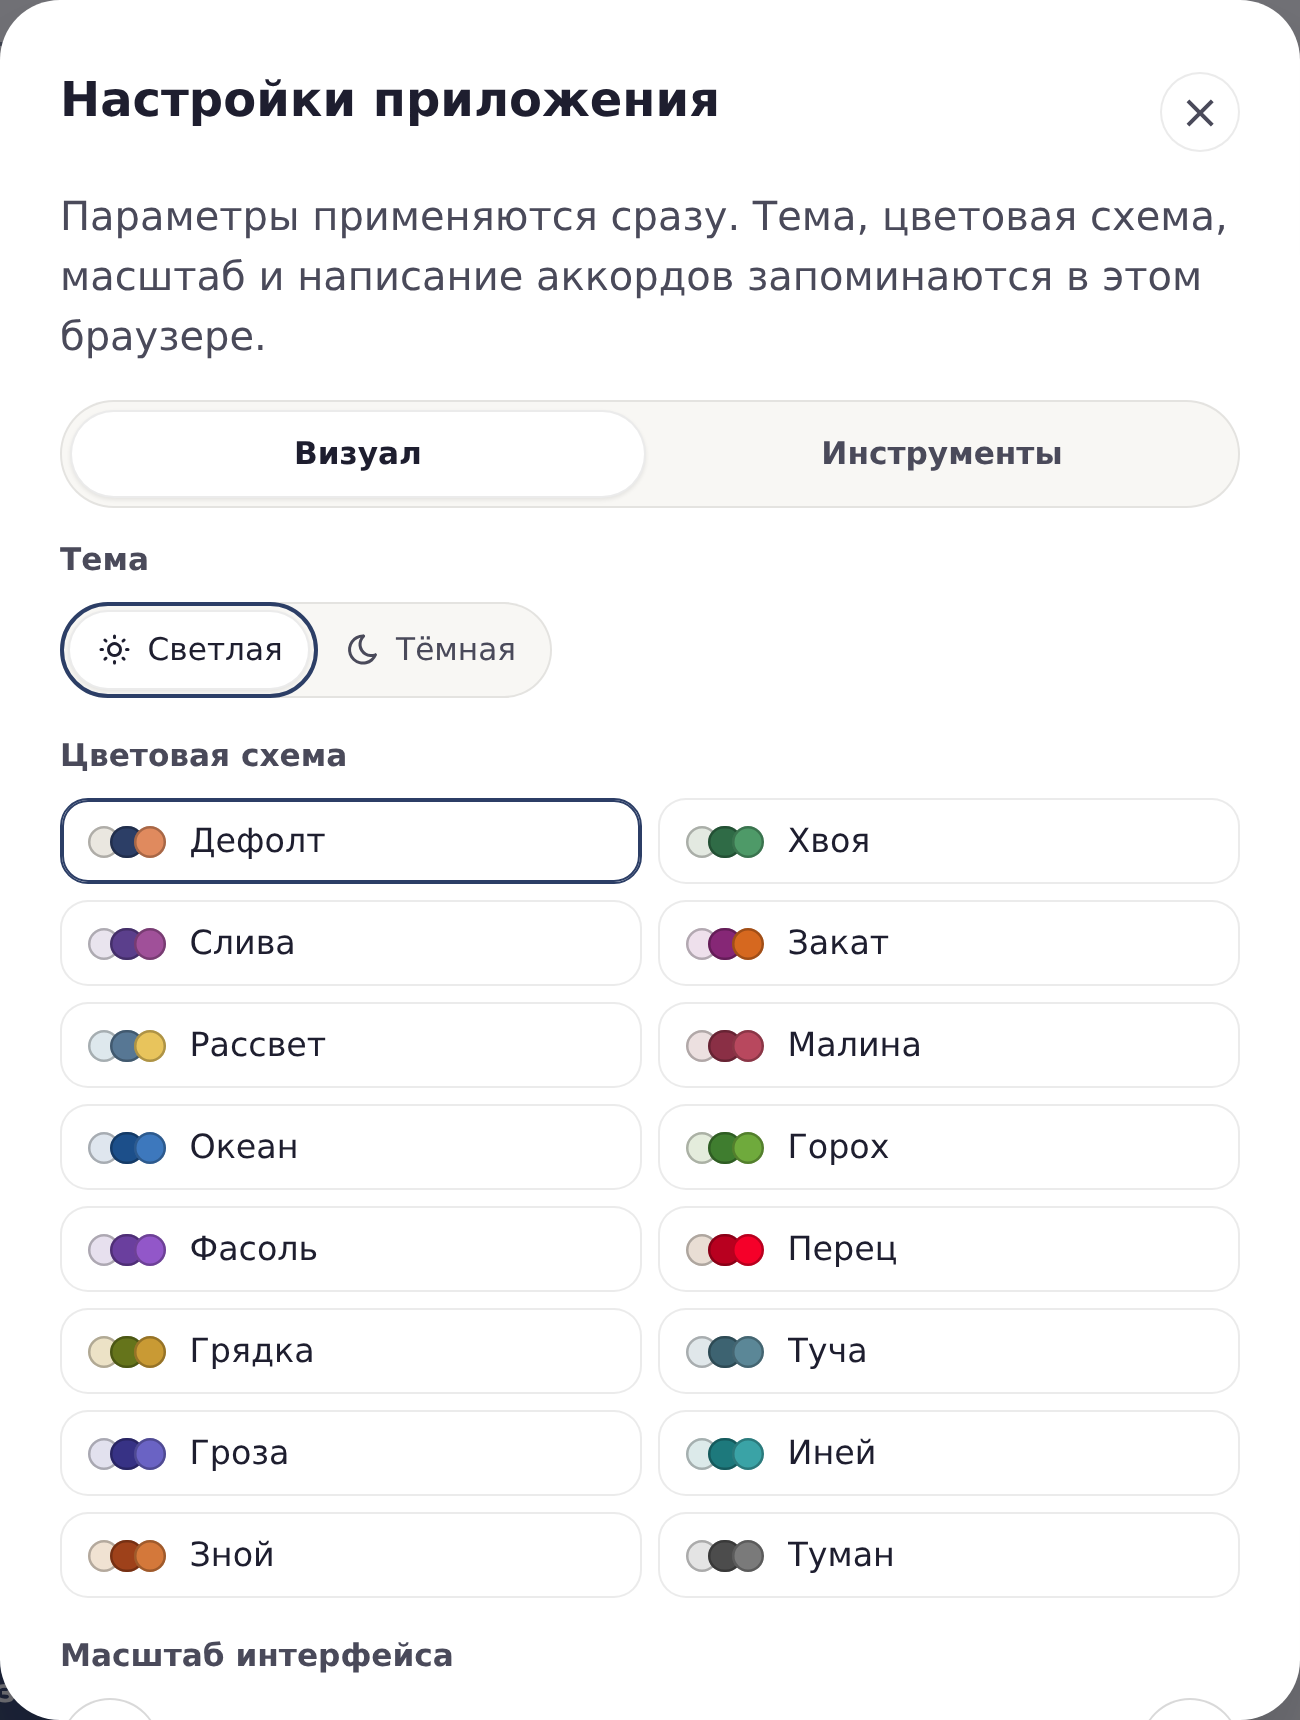 Настройки приложения
Параметры применяются сразу. Тема, цветовая схема,
масштаб и написание аккордов запоминаются в этом
браузере.
Визуал
Инструменты
Тема
Светлая
Тёмная
Цветовая схема
Дефолт
Хвоя
Слива
Закат
Рассвет
Малина
Океан
Горох
Фасоль
Перец
Грядка
Туча
Гроза
Иней
Зной
Туман
Масштаб интерфейса